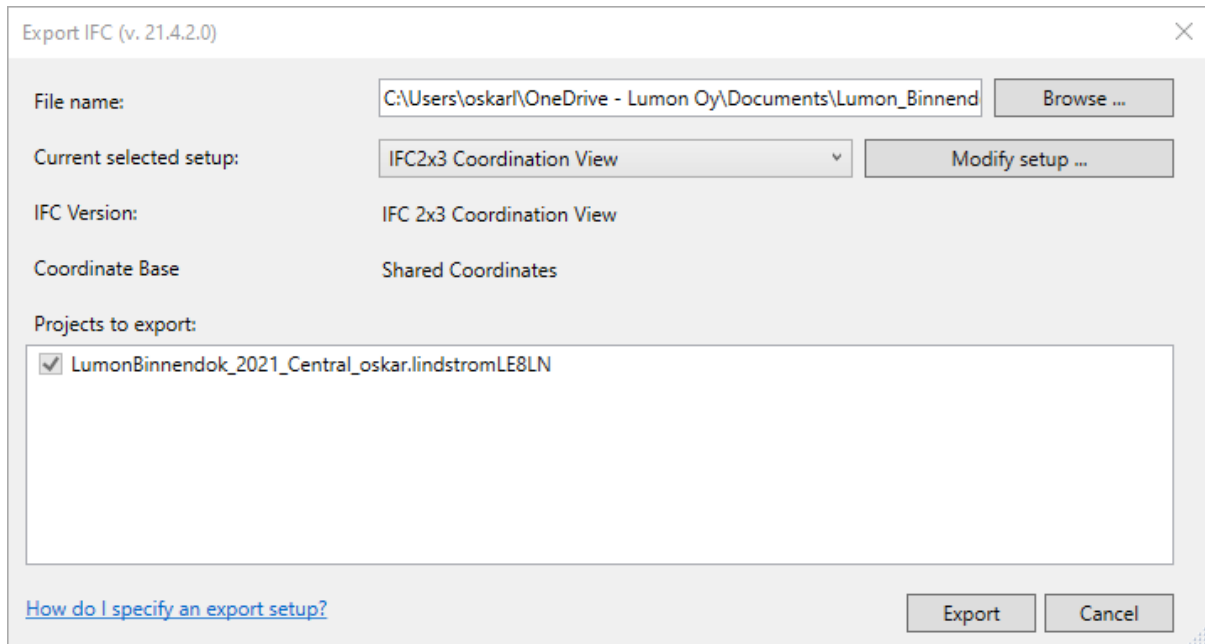 Export IFC (v. 21.4.2.0)
File name:
C:\Users\oskarl\OneDrive - Lumon Oy\Documents\Lumon_Binnend
Browse ...
Current selected setup:
IFC2x3 Coordination View
Modify setup ...
IFC Version:
IFC 2x3 Coordination View
Coordinate Base
Shared Coordinates
Projects to export:
LumonBinnendok_2021_Central_oskar.lindstromLE8LN
How do I specify an export setup?
Export
Cancel